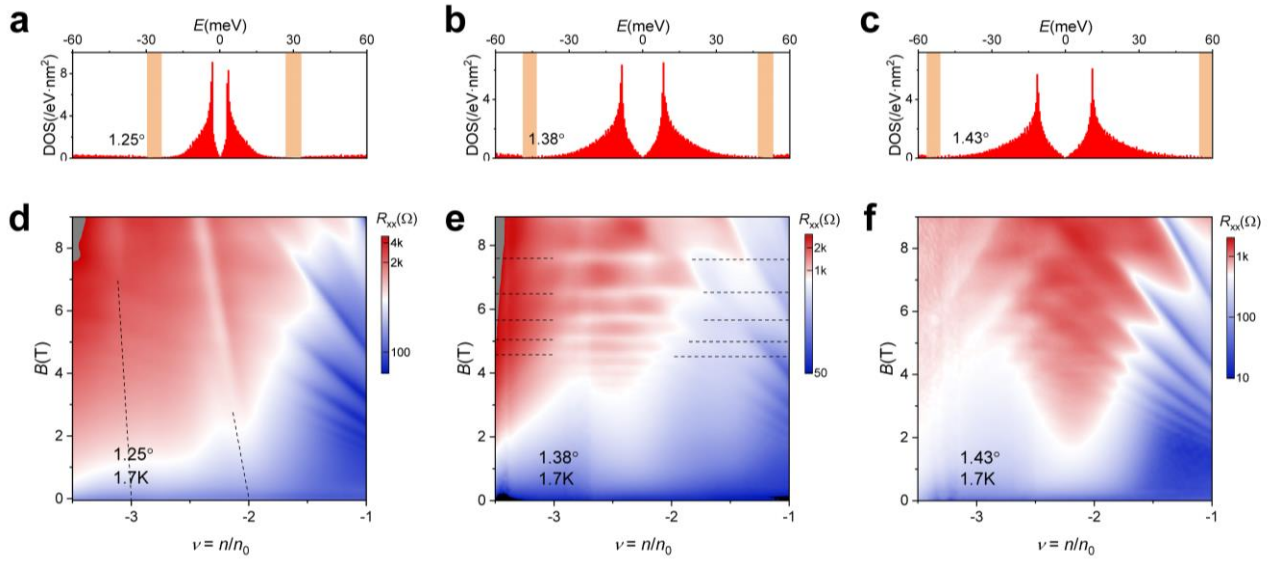 a
E(meV)
-60 -30 0 30 60
DOS(/eV·nm²)
8
4
0
1.25°
b
E(meV)
-60 -30 0 30 60
DOS(/eV·nm²)
4
0
1.38°
c
E(meV)
-60 -30 0 30 60
DOS(/eV·nm²)
4
0
1.43°
d
Rxx(Ω)
4k
2k
100
B(T)
8
6
4
2
0
1.25°
1.7K
-3 -2 -1
ν = n/n0
e
Rxx(Ω)
2k
1k
50
B(T)
8
6
4
2
0
1.38°
1.7K
-3 -2 -1
ν = n/n0
f
Rxx(Ω)
1k
100
10
B(T)
8
6
4
2
0
1.43°
1.7K
-3 -2 -1
ν = n/n0